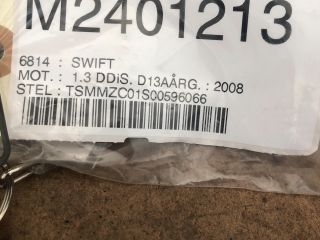 M2401213
6814 : SWIFT
MOT. : 1.3 DDiS. D13AÅRG. : 2008
STEL : TSMMZC01S00596066